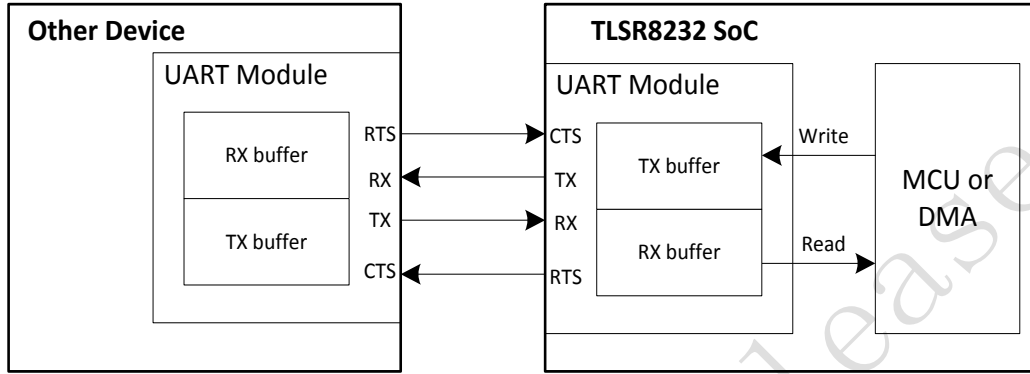 Other Device
UART Module
RX buffer
TX buffer
RTS
RX
TX
CTS
TLSR8232 SoC
UART Module
CTS
TX
RX
RTS
TX buffer
RX buffer
Write
Read
MCU or
DMA
lease